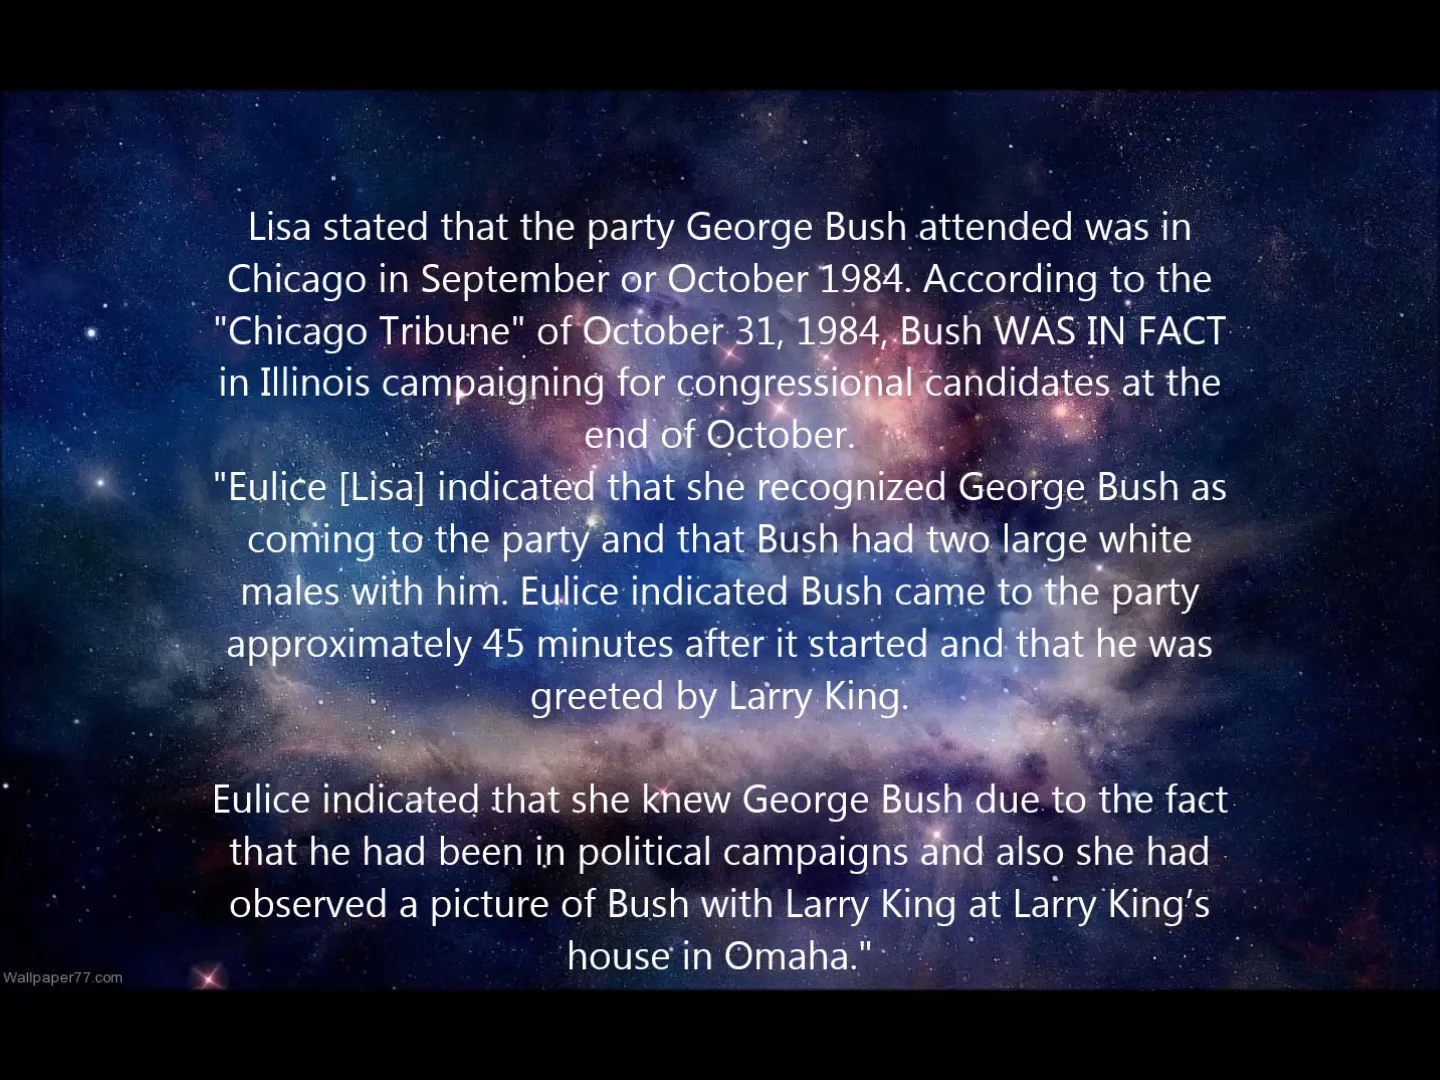 Lisa stated that the party George Bush attended was in
Chicago in September or October 1984. According to the
"Chicago Tribune" of October 31, 1984, Bush WAS IN FACT
in Illinois campaigning for congressional candidates at the
end of October.
"Eulice [Lisa] indicated that she recognized George Bush as
coming to the party and that Bush had two large white
males with him. Eulice indicated Bush came to the party
approximately 45 minutes after it started and that he was
greeted by Larry King.
Eulice indicated that she knew George Bush due to the fact
that he had been in political campaigns and also she had
observed a picture of Bush with Larry King at Larry King’s
house in Omaha."
Wallpaper77.com